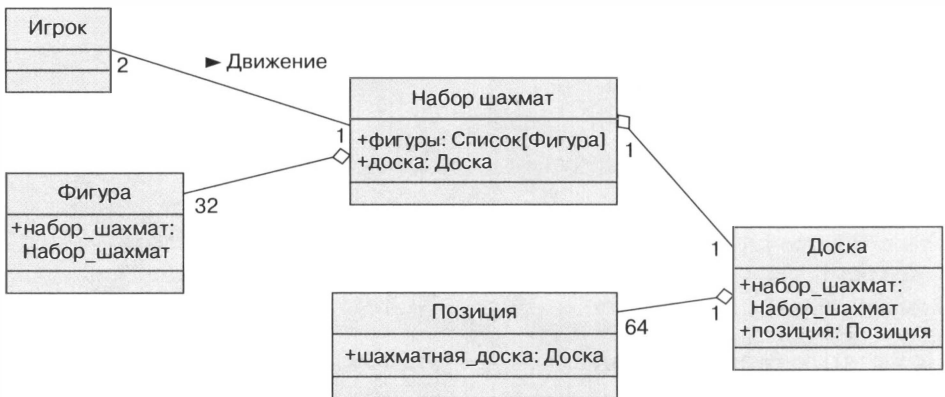 Игрок
2
► Движение
Набор шахмат
1
+фигуры: Список[Фигура]
+доска: Доска
1
Фигура
32
+набор_шахмат:
Набор_шахмат
1
Доска
+набор_шахмат:
Набор_шахмат
+позиция: Позиция
1
Позиция
64
+шахматная_доска: Доска